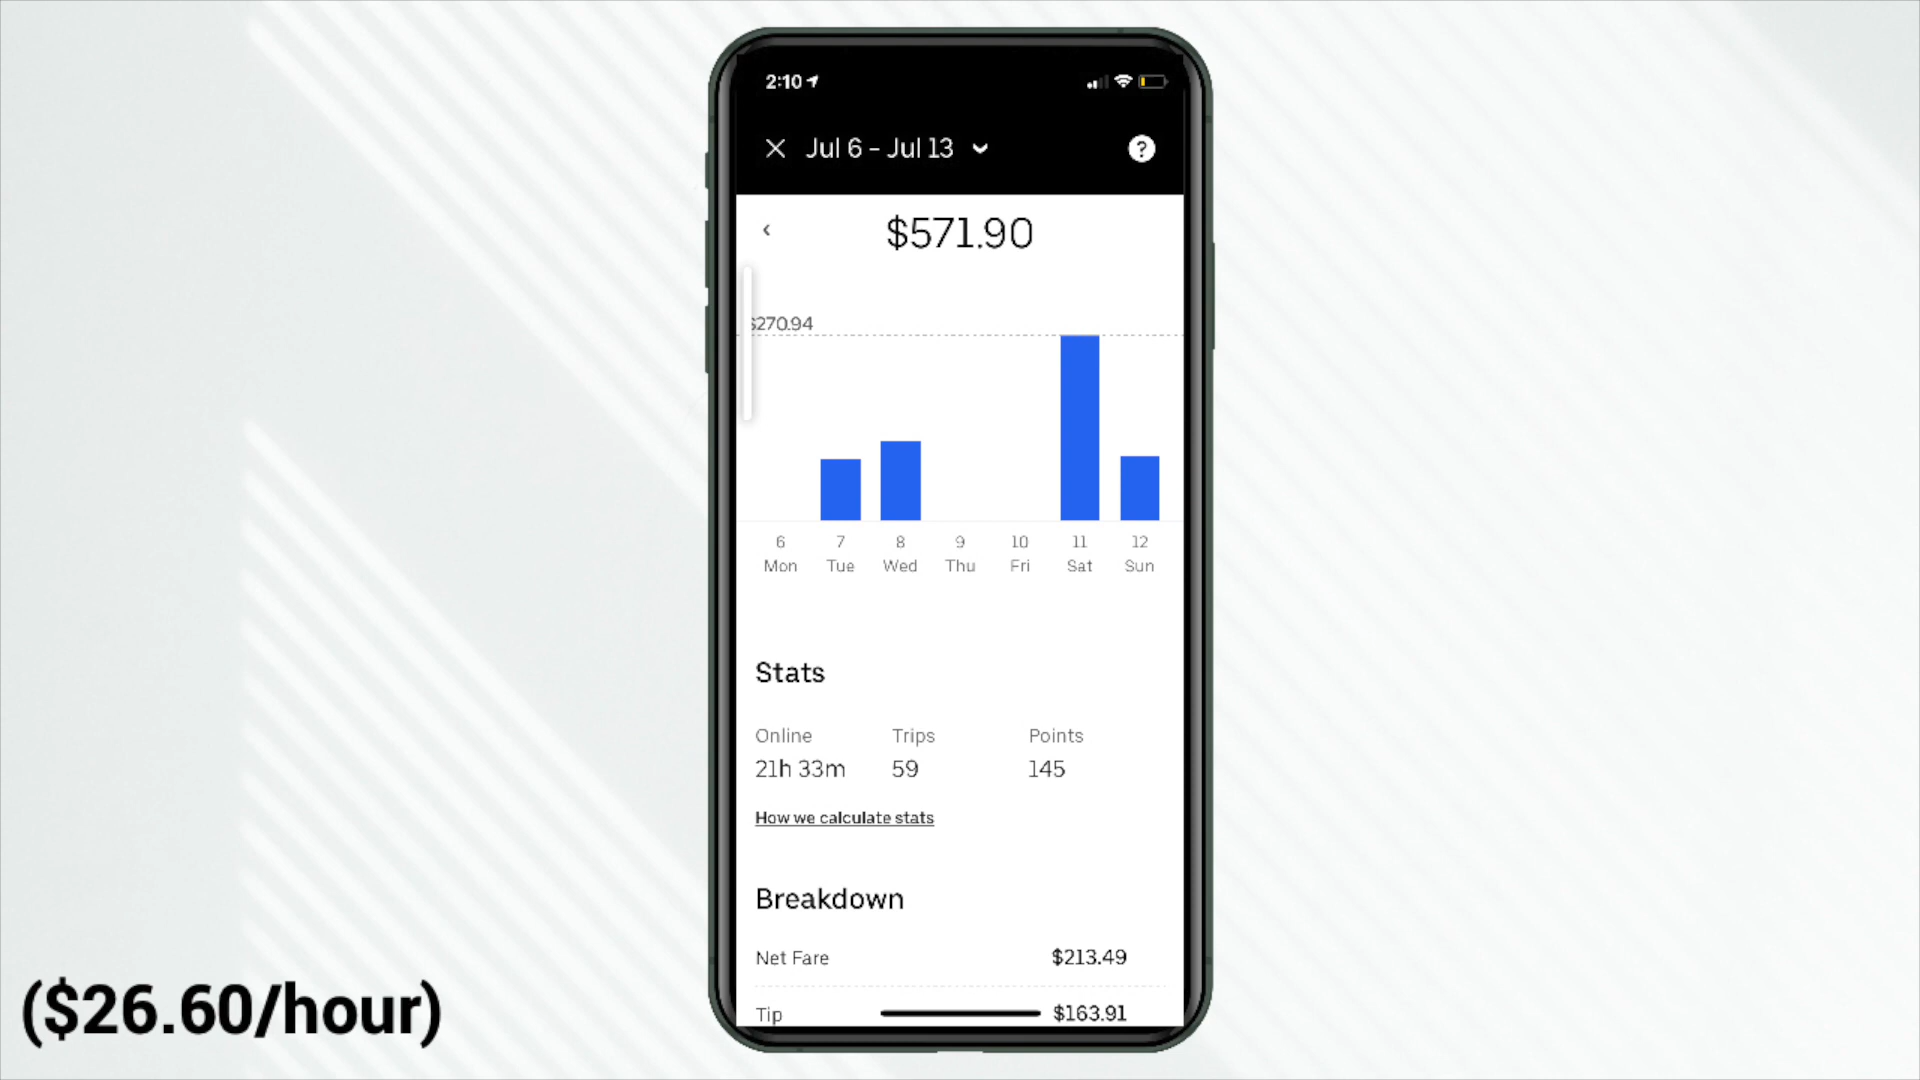 2:10
Jul 6 - Jul 13
?
$571.90
$270.94
6 7 8 9 10 11 12
Mon Tue Wed Thu Fri Sat Sun
Stats
Online Trips Points
21h 33m 59 145
How we calculate stats
Breakdown
Net Fare $213.49
Tip $163.91
($26.60/hour)